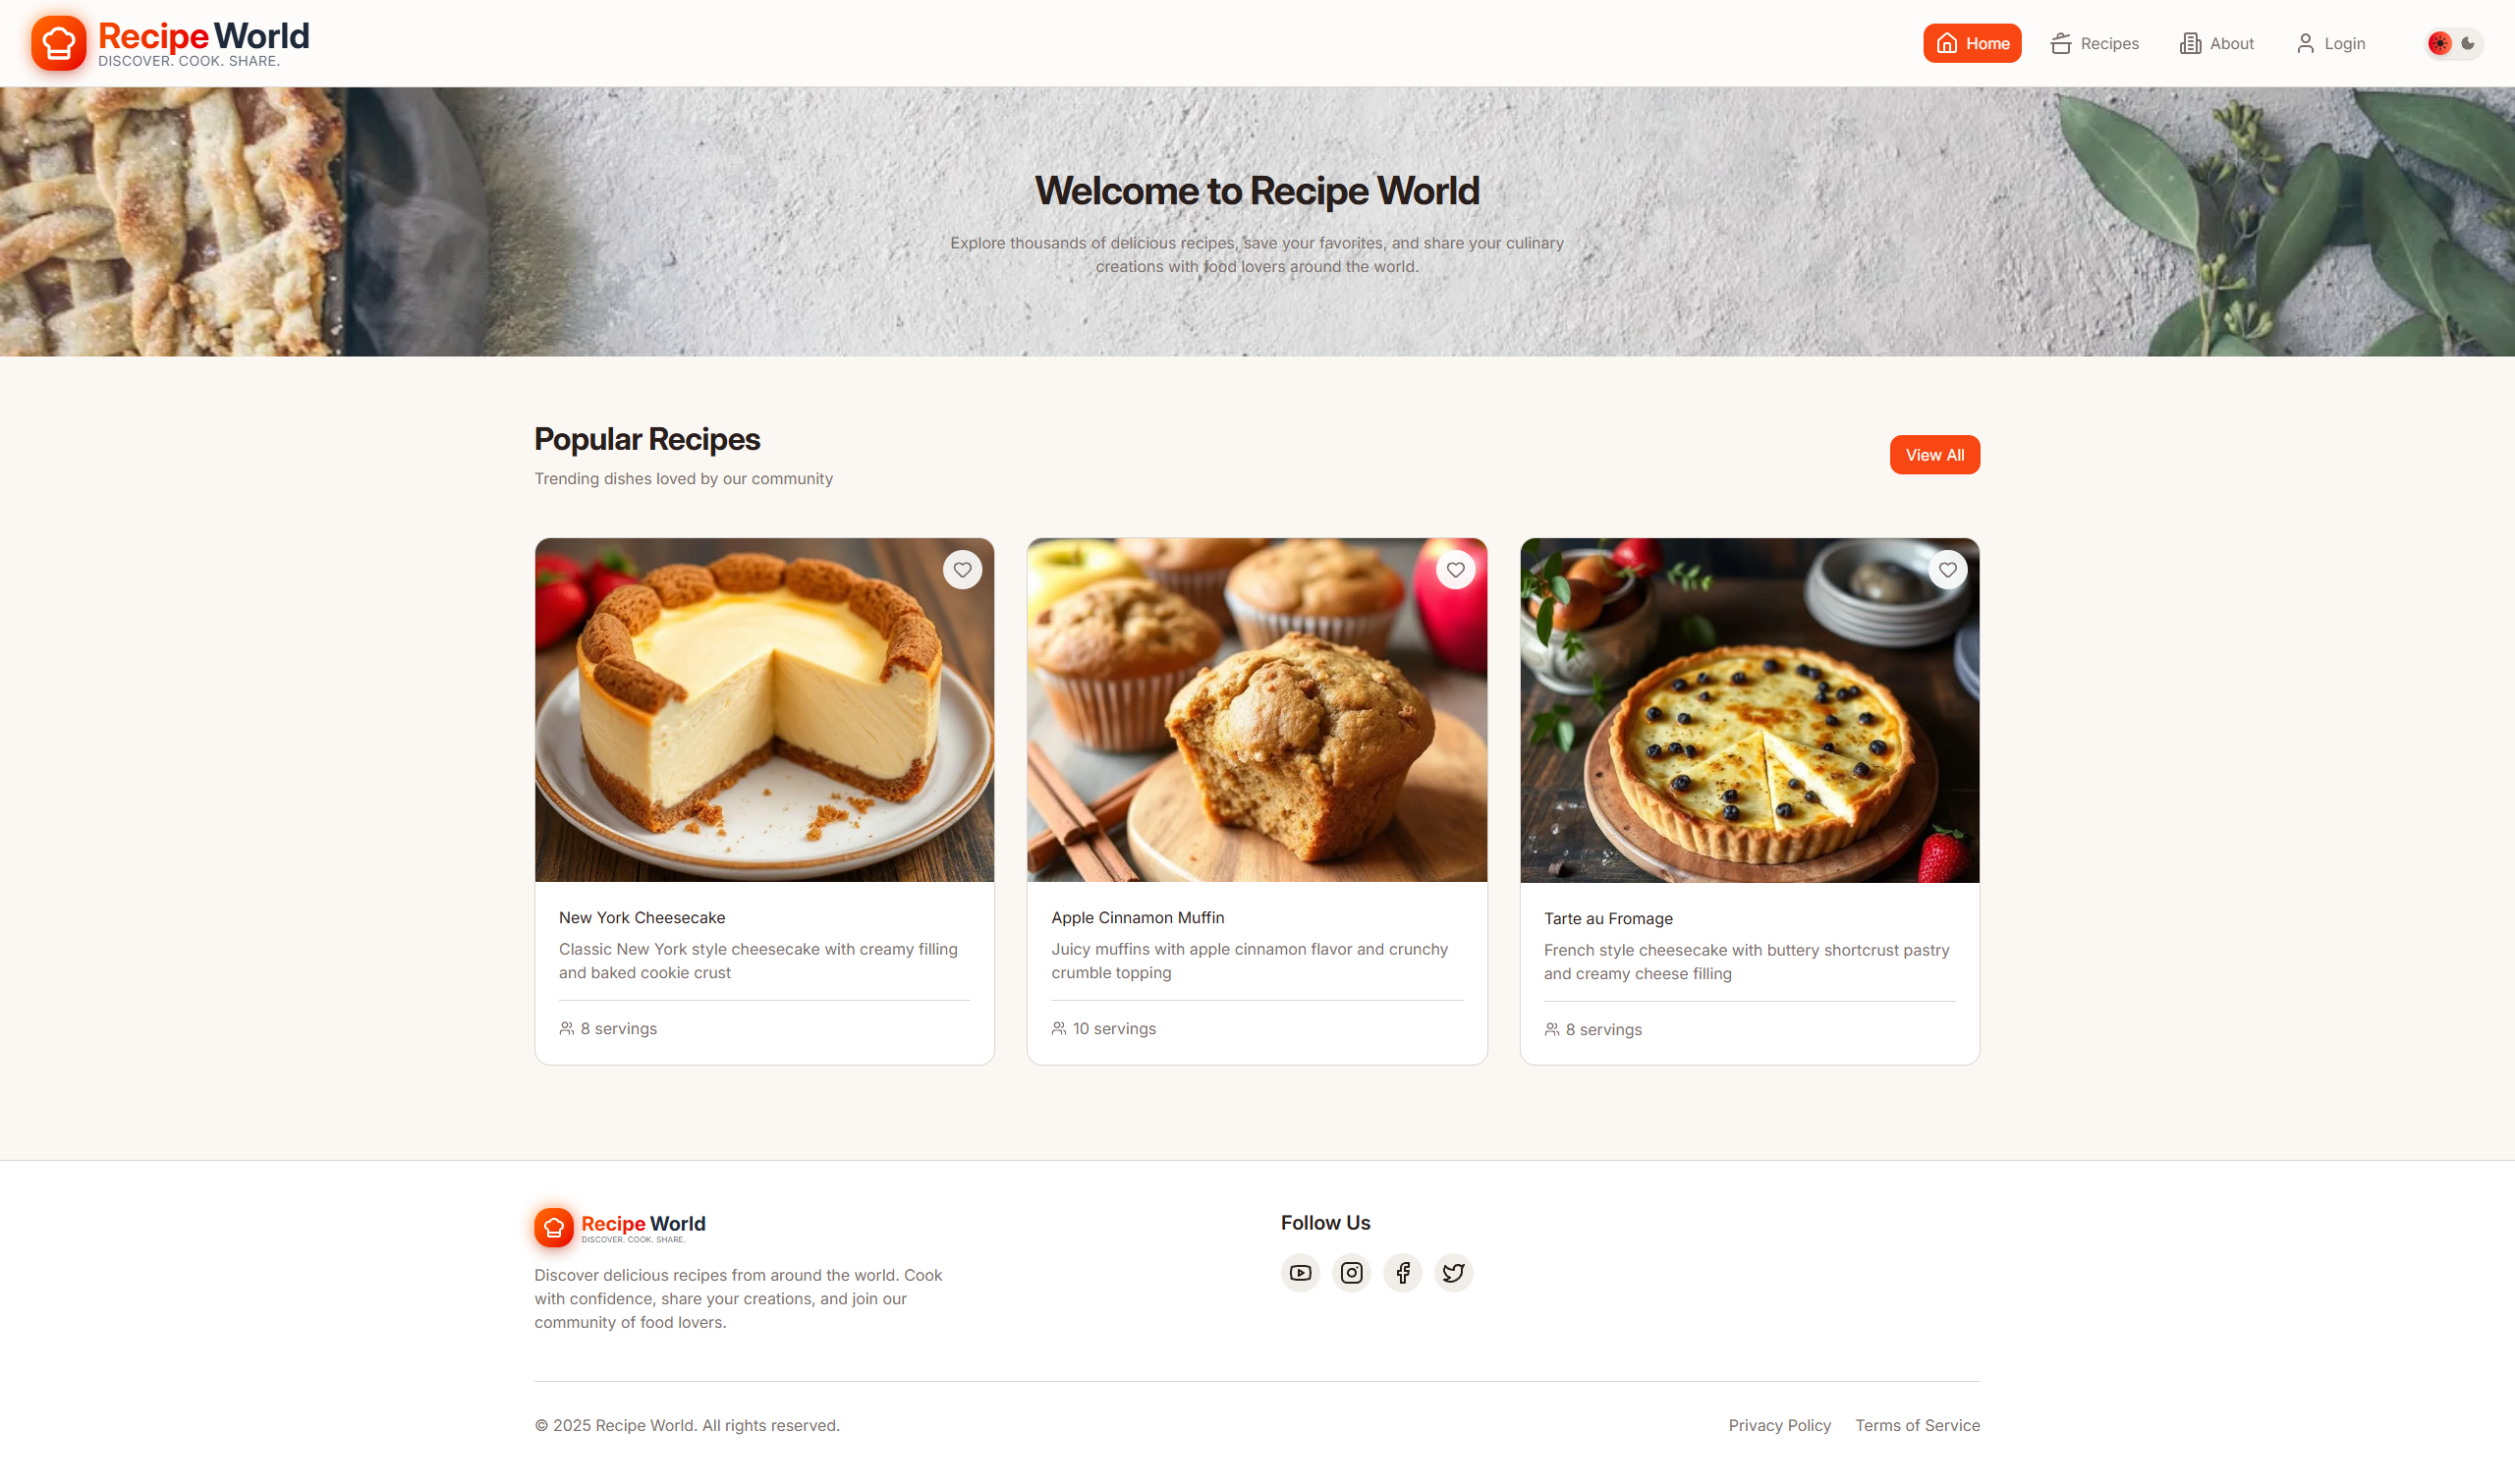 Recipe World
DISCOVER. COOK. SHARE.
Home
Recipes
About
Login
Welcome to Recipe World
Explore thousands of delicious recipes, save your favorites, and share your culinary
creations with food lovers around the world.
Popular Recipes
Trending dishes loved by our community
View All
New York Cheesecake
Classic New York style cheesecake with creamy filling
and baked cookie crust
8 servings
Apple Cinnamon Muffin
Juicy muffins with apple cinnamon flavor and crunchy
crumble topping
10 servings
Tarte au Fromage
French style cheesecake with buttery shortcrust pastry
and creamy cheese filling
8 servings
Recipe World
DISCOVER. COOK. SHARE.
Discover delicious recipes from around the world. Cook
with confidence, share your creations, and join our
community of food lovers.
Follow Us
© 2025 Recipe World. All rights reserved.
Privacy Policy
Terms of Service